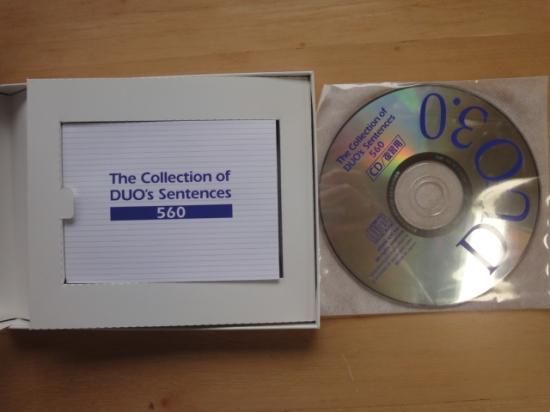 The Collection of
DUO's Sentences
560
The Collection of
DUO's Sentences
560
CD/復習用
DUO 3.0